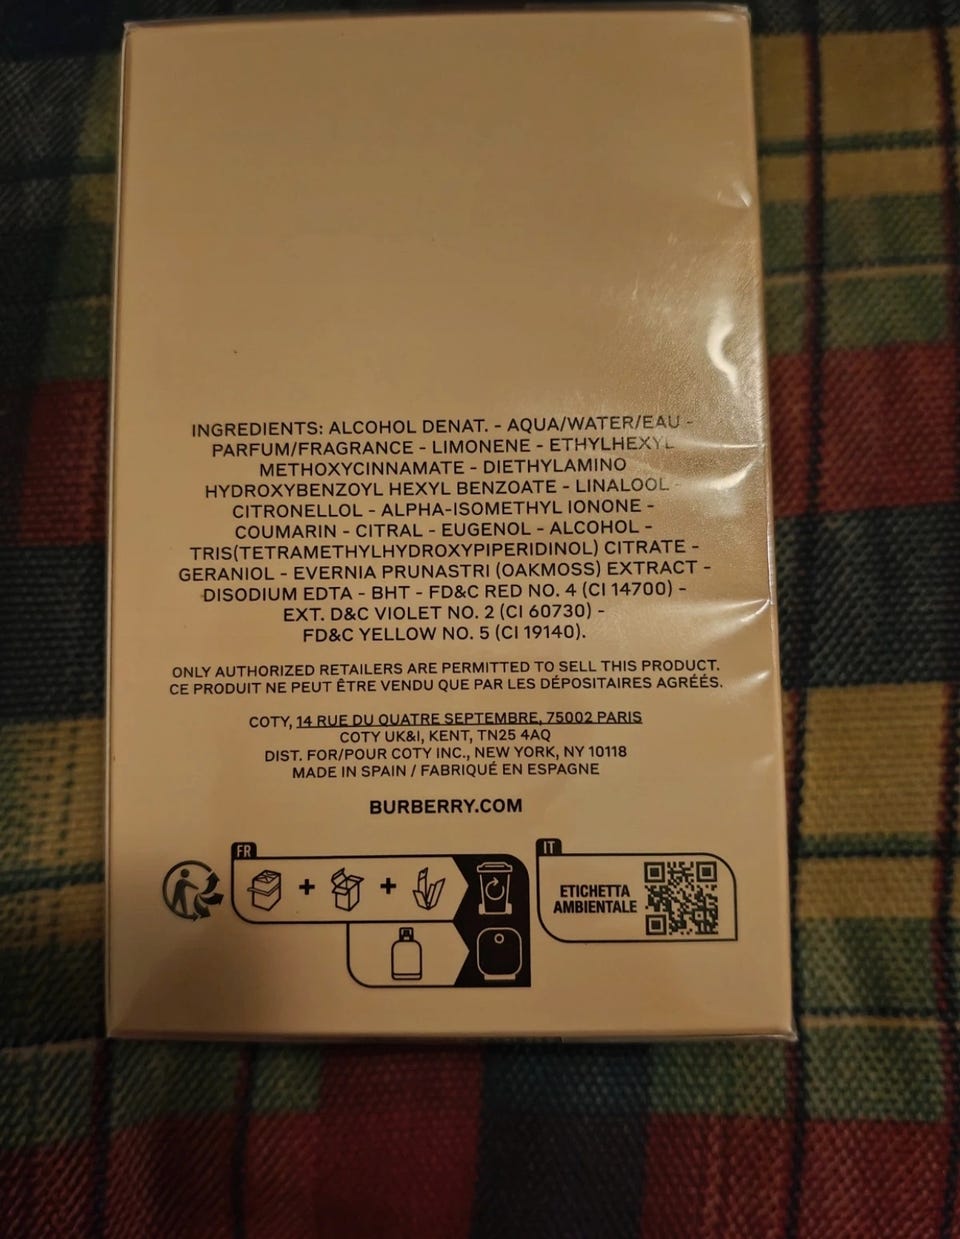 INGREDIENTS: ALCOHOL DENAT. - AQUA/WATER/EAU -
PARFUM/FRAGRANCE - LIMONENE - ETHYLHEXYL
METHOXYCINNAMATE - DIETHYLAMINO
HYDROXYBENZOYL HEXYL BENZOATE - LINALOOL -
CITRONELLOL - ALPHA-ISOMETHYL IONONE -
COUMARIN - CITRAL - EUGENOL - ALCOHOL -
TRIS(TETRAMETHYLHYDROXYPIPERIDINOL) CITRATE -
GERANIOL - EVERNIA PRUNASTRI (OAKMOSS) EXTRACT -
DISODIUM EDTA - BHT - FD&C RED NO. 4 (CI 14700) -
EXT. D&C VIOLET NO. 2 (CI 60730) -
FD&C YELLOW NO. 5 (CI 19140).
ONLY AUTHORIZED RETAILERS ARE PERMITTED TO SELL THIS PRODUCT.
CE PRODUIT NE PEUT ÊTRE VENDU QUE PAR LES DÉPOSITAIRES AGRÉÉS.
COTY, 14 RUE DU QUATRE SEPTEMBRE, 75002 PARIS
COTY UK&I, KENT, TN25 4AQ
DIST. FOR/POUR COTY INC., NEW YORK, NY 10118
MADE IN SPAIN / FABRIQUÉ EN ESPAGNE
BURBERRY.COM
FR
+ +
IT
ETICHETTA
AMBIENTALE